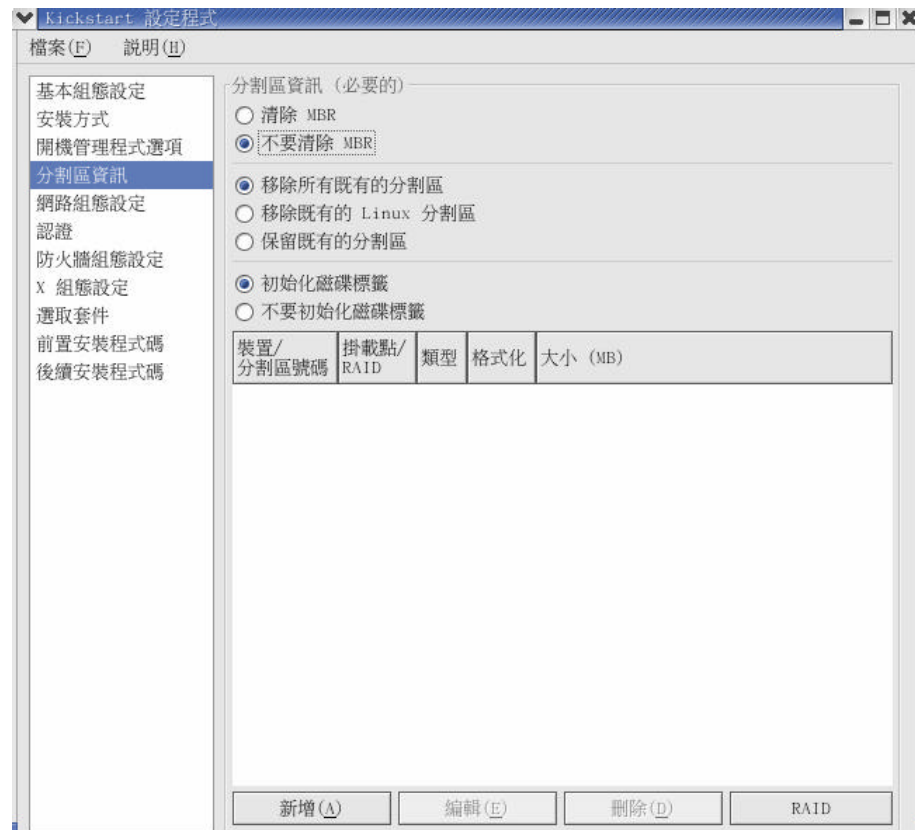 Kickstart 設定程式
檔案(F) 説明(H)
基本組態設定
安裝方式
開機管理程式選項
分割區資訊
網路組態設定
認證
防火牆組態設定
X 組態設定
選取套件
前置安裝程式碼
後續安裝程式碼
分割區資訊 (必要的)
清除 MBR
不要清除 MBR
移除所有既有的分割區
移除既有的 Linux 分割區
保留既有的分割區
初始化磁碟標籤
不要初始化磁碟標籤
裝置/
分割區號碼
掛載點/
RAID
類型
格式化
大小 (MB)
新增(A)
編輯(E)
刪除(D)
RAID